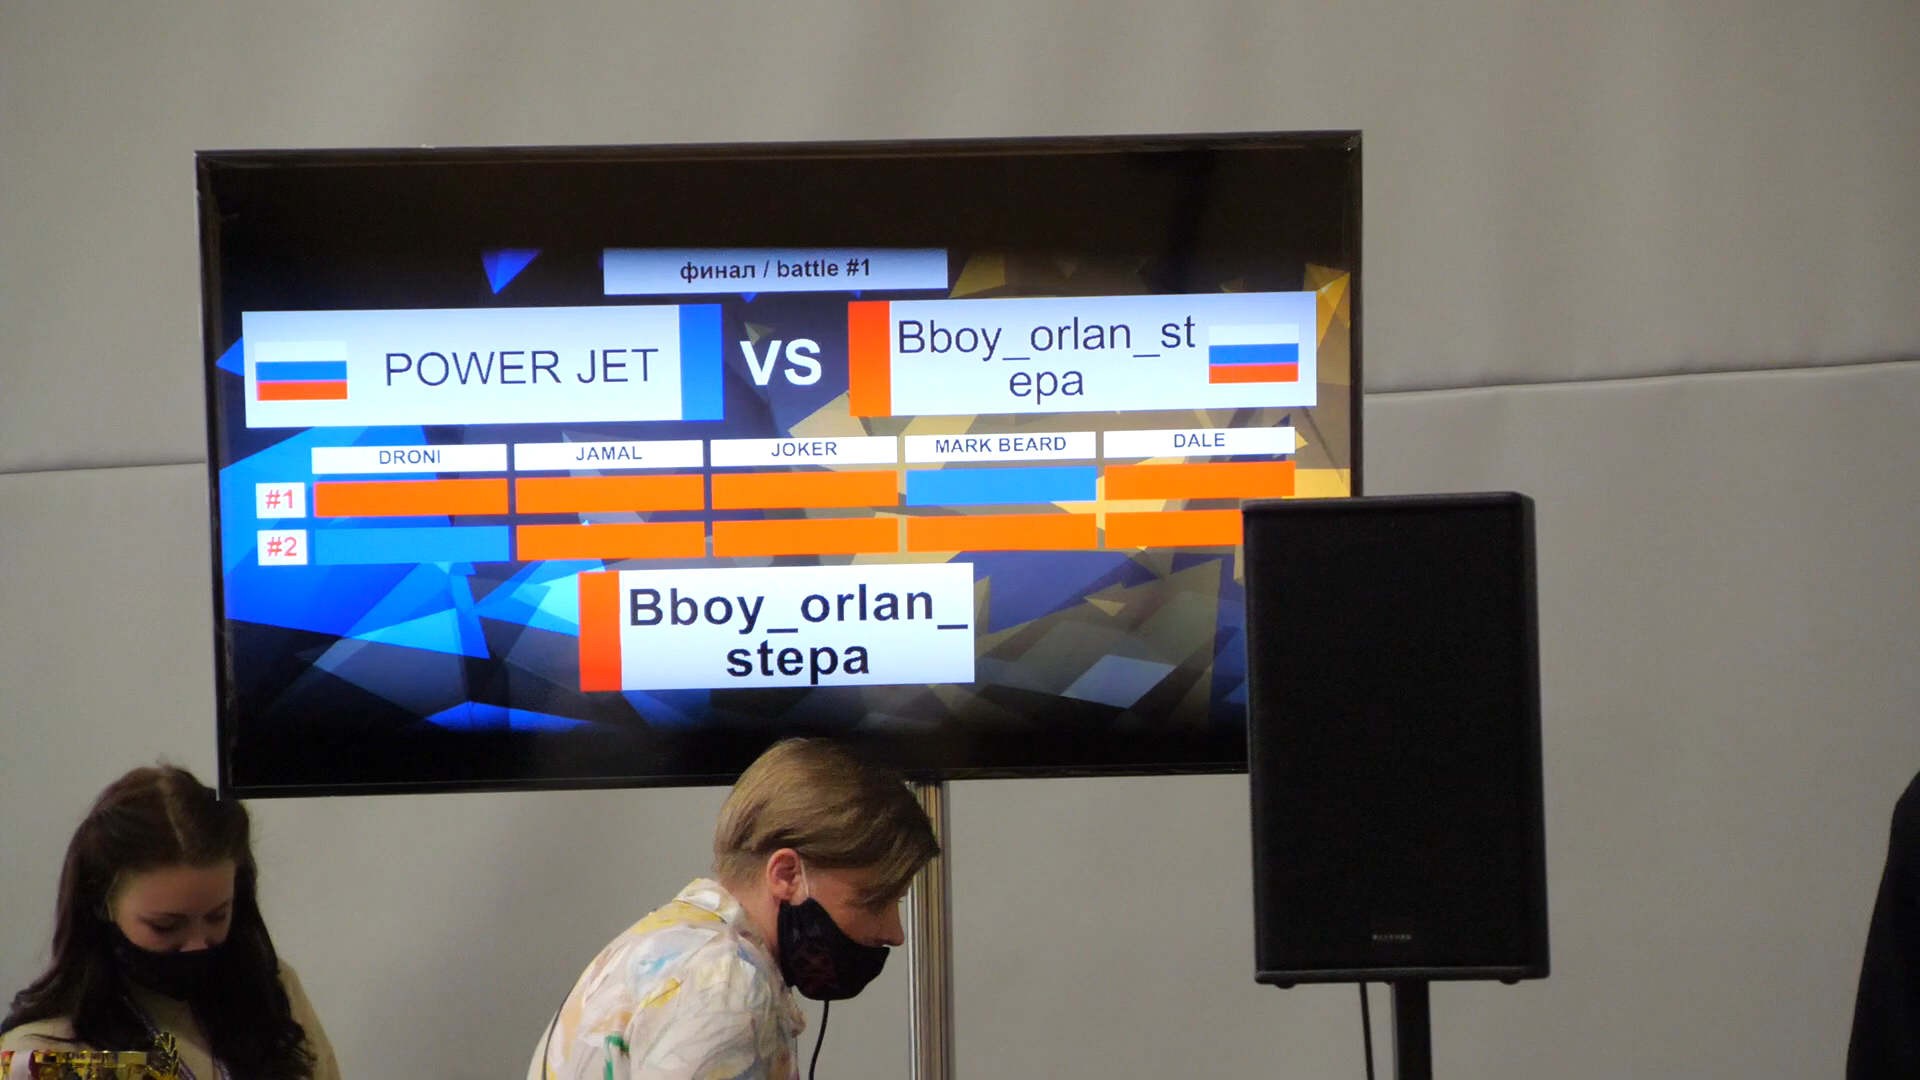 финал / battle #1
POWER JET
VS
Bboy_orlan_st
epa
DRONI JAMAL JOKER MARK BEARD DALE
#1
#2
Bboy_orlan_
stepa